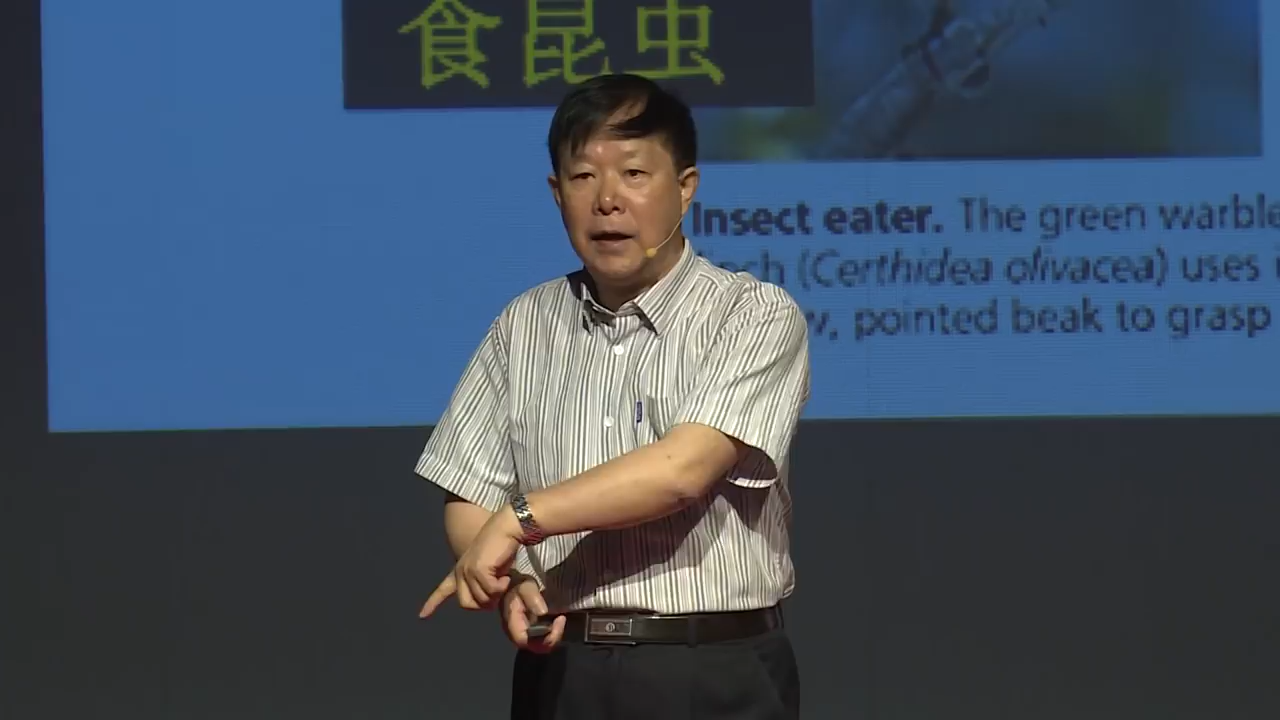 食昆虫
Insect eater. The green warble
(Certhidea olivacea) uses
pointed beak to grasp